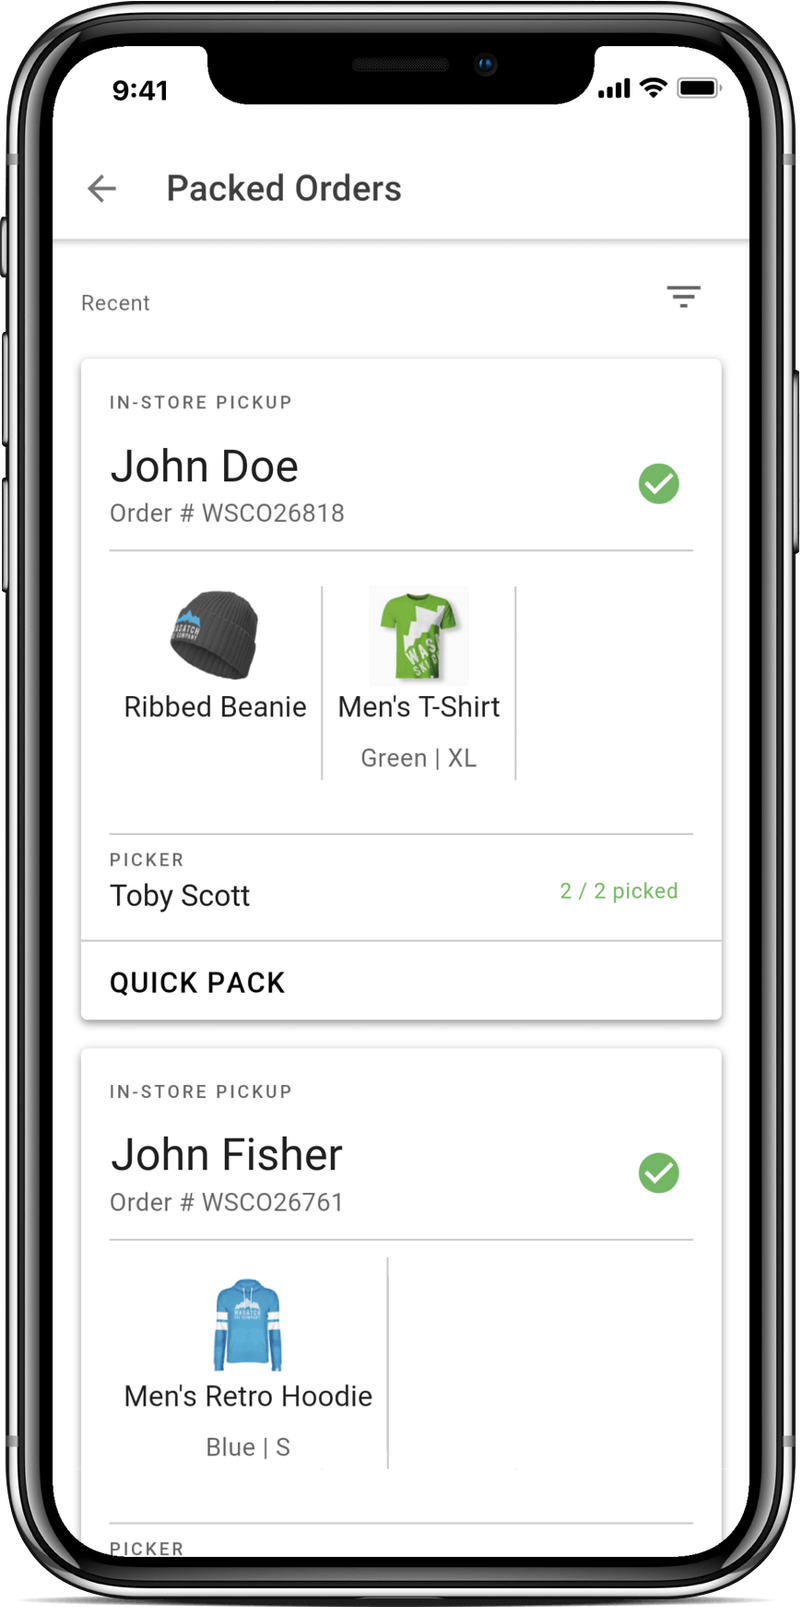 9:41
Packed Orders
Recent
IN-STORE PICKUP
John Doe
Order # WSCO26818
WASATCH
SKI COMPANY
WAS
SKI C
Ribbed Beanie
Men's T-Shirt
Green | XL
PICKER
Toby Scott
2 / 2 picked
QUICK PACK
IN-STORE PICKUP
John Fisher
Order # WSCO26761
WASATCH
SKI COMPANY
Men's Retro Hoodie
Blue | S
PICKER